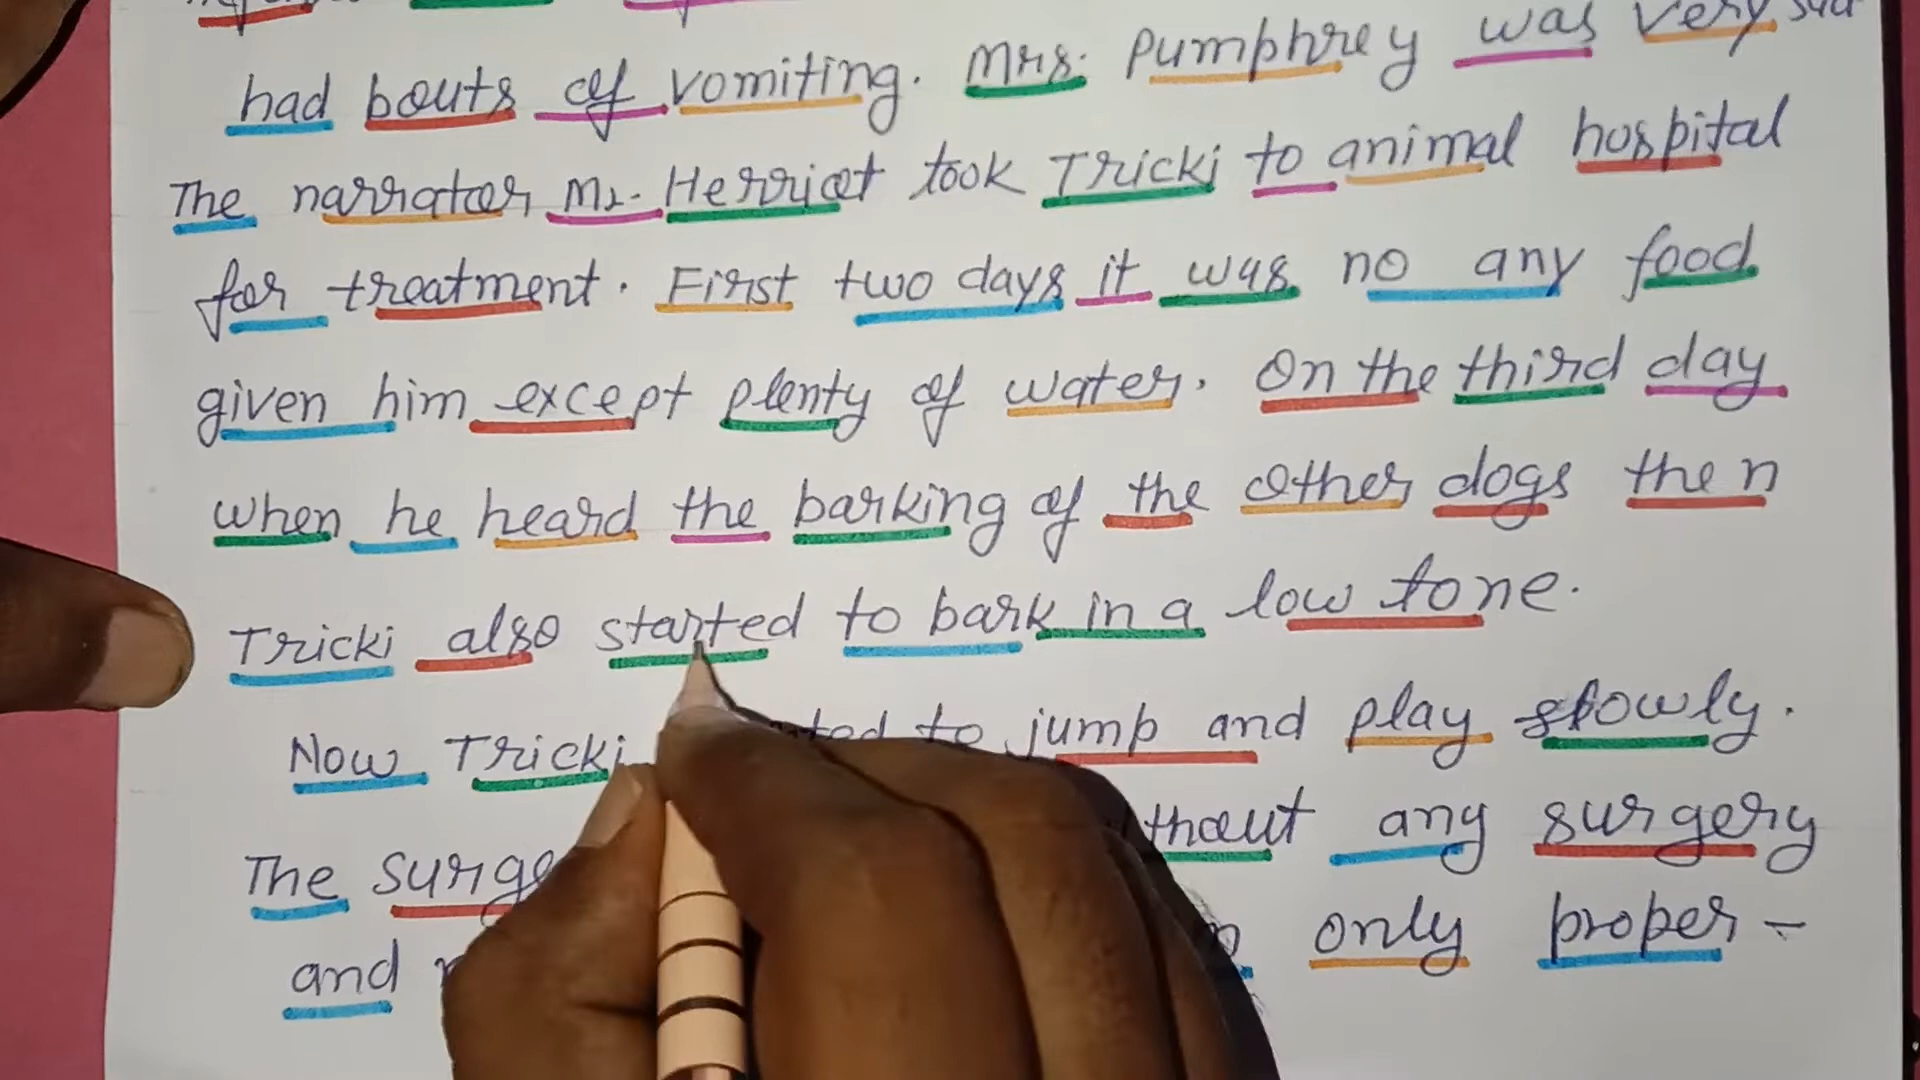 had bouts of vomiting. Mrs. Pumphrey was very sad
The narrator Mr. Herriot took Tricki to animal hospital
for treatment. First two days it was no any food
given him except plenty of water. On the third day
when he heard the barking of the other dogs then
Tricki also started to bark in a low tone.
Now Tricki to jump and play slowly.
The any surgery
and only proper -